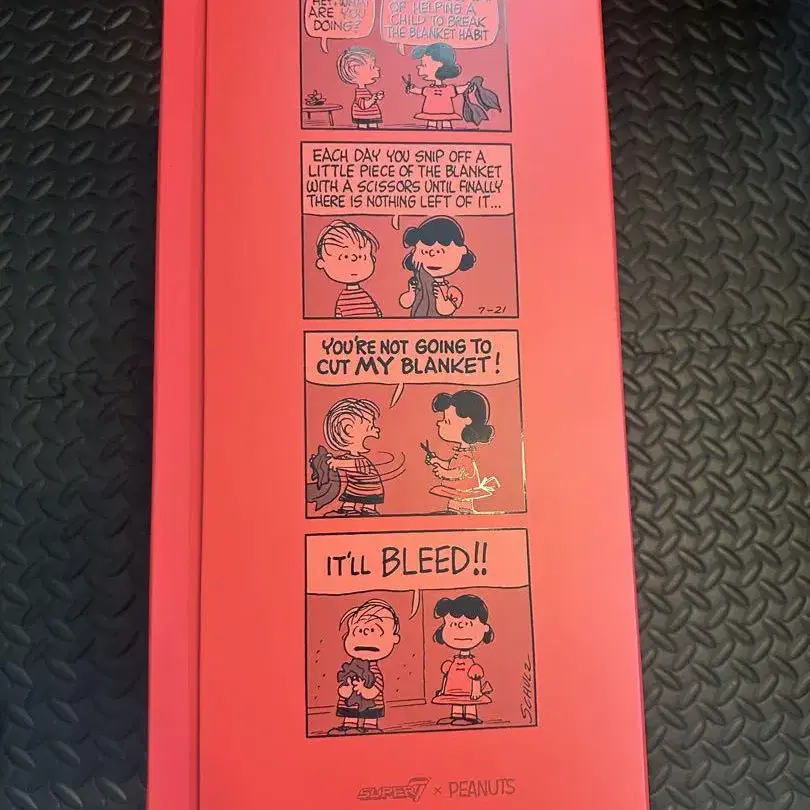 HEY, WHAT
ARE YOU
DOING?
OF HELPING A
CHILD TO BREAK
THE BLANKET HABIT
EACH DAY YOU SNIP OFF A
LITTLE PIECE OF THE BLANKET
WITH A SCISSORS UNTIL FINALLY
THERE IS NOTHING LEFT OF IT...
7-21
YOU'RE NOT GOING TO
CUT MY BLANKET!
IT'LL BLEED!!
SCHULZ
SUPER7 × PEANUTS